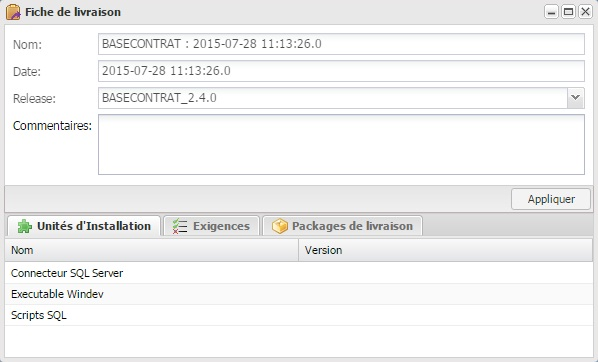 Fiche de livraison
Nom: BASECONTRAT : 2015-07-28 11:13:26.0
Date: 2015-07-28 11:13:26.0
Release: BASECONTRAT_2.4.0
Commentaires:
Appliquer
Unités d'Installation Exigences Packages de livraison
Nom Version
Connecteur SQL Server
Executable Windev
Scripts SQL